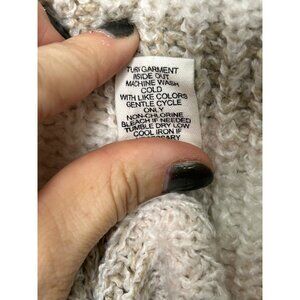 TURN GARMENT
INSIDE OUT
MACHINE WASH
COLD
WITH LIKE COLORS
GENTLE CYCLE
ONLY
NON-CHLORINE
BLEACH IF NEEDED
TUMBLE DRY LOW
COOL IRON IF